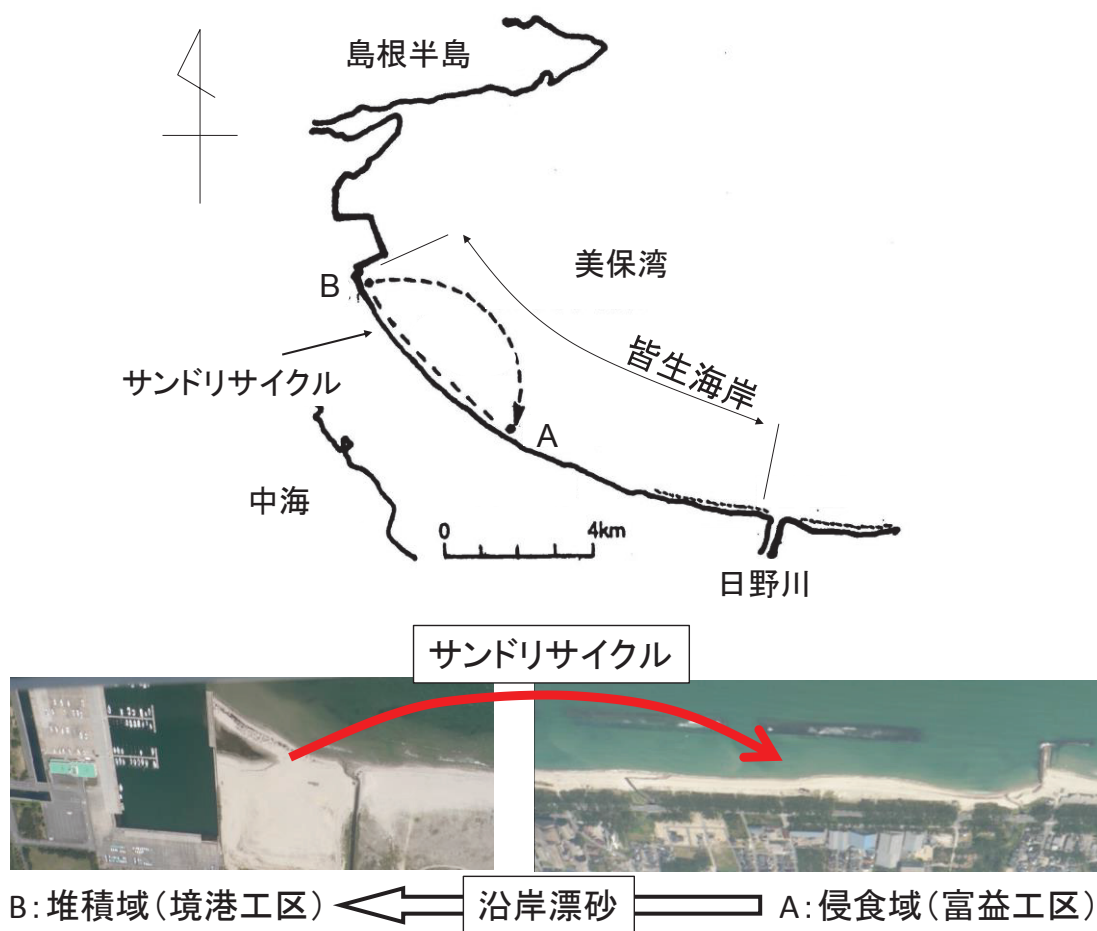 島根半島
美保湾
B
皆生海岸
サンドリサイクル
A
中海
0 4km
日野川
サンドリサイクル
B:堆積域(境港工区)
沿岸漂砂
A:侵食域(富益工区)